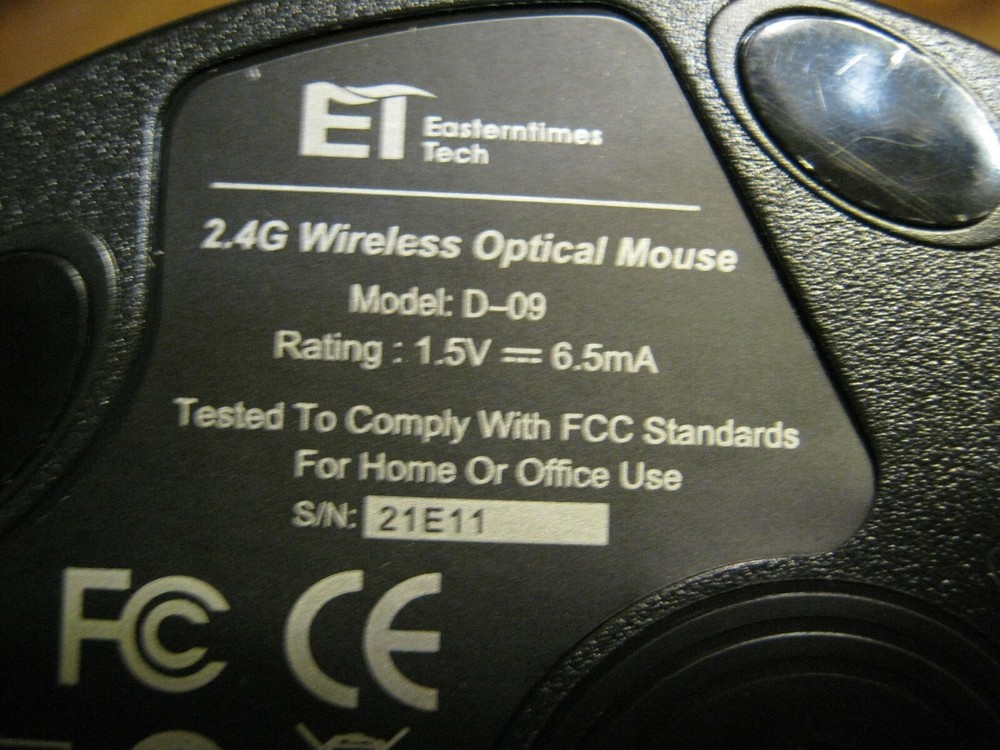 ET Easterntimes
Tech
2.4G Wireless Optical Mouse
Model: D-09
Rating : 1.5V ⎓ 6.5mA
Tested To Comply With FCC Standards
For Home Or Office Use
S/N: 21E11
FC CE